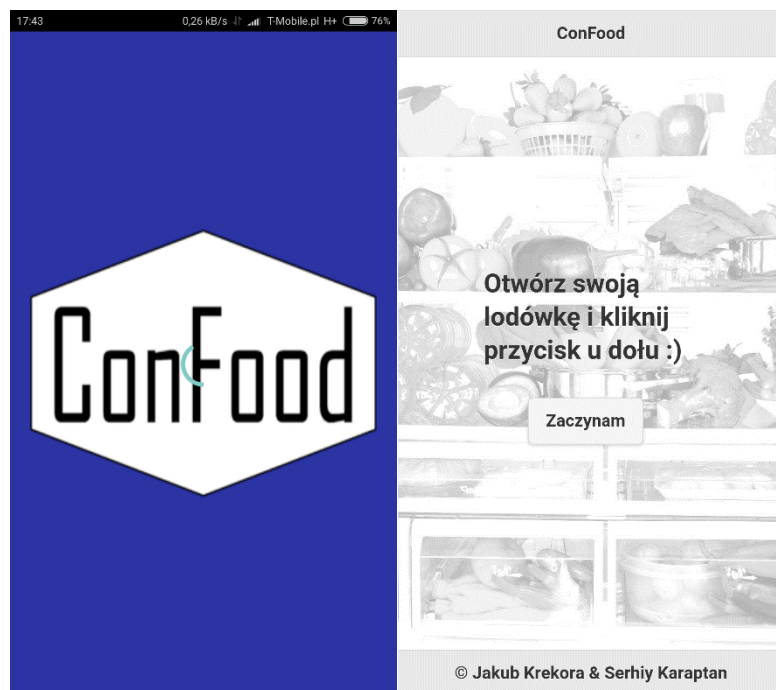 17:43 0,26 kB/s T-Mobile.pl H+ 76%
ConFood
ConFood
Otwórz swoją
lodówkę i kliknij
przycisk u dołu :)
Zaczynam
© Jakub Krekora & Serhiy Karaptan